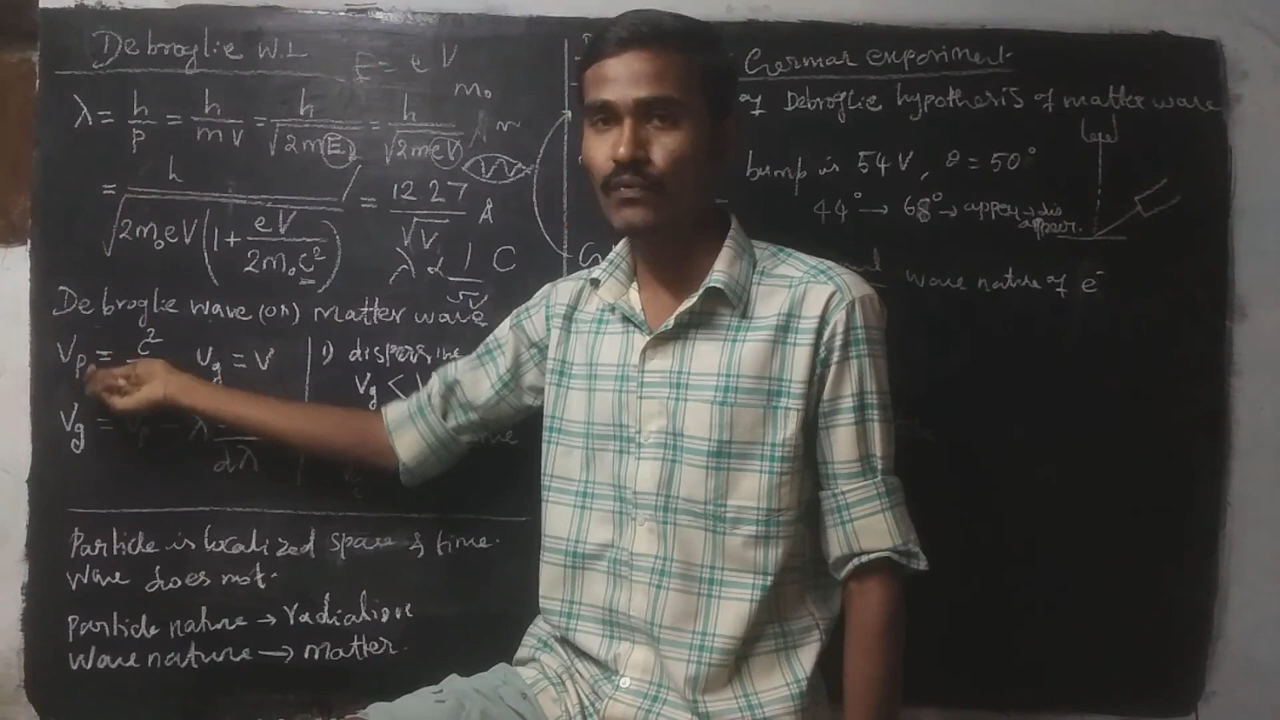 Debroglie W.L
E = eV
m₀
λ = h/p = h/mV = h/√2mE = h/√2meV
= h/√2m₀eV(1 + eV/2m₀c²) = 12.27/√V Å
λ α 1/√V
C
Debroglie wave (or) matter wave
Vp = c² Vg = V
1) dispersive
Vg <
Vg = Vp - λ
dλ
Particle is localized space & time.
Wave does not.
Particle nature → radiation
Wave nature → matter.
Germar experiment.
of Debroglie hypothesis of matter wave
bump is 54V, θ = 50°
44° → 68° → appear → dis
appear.
wave nature of e⁻